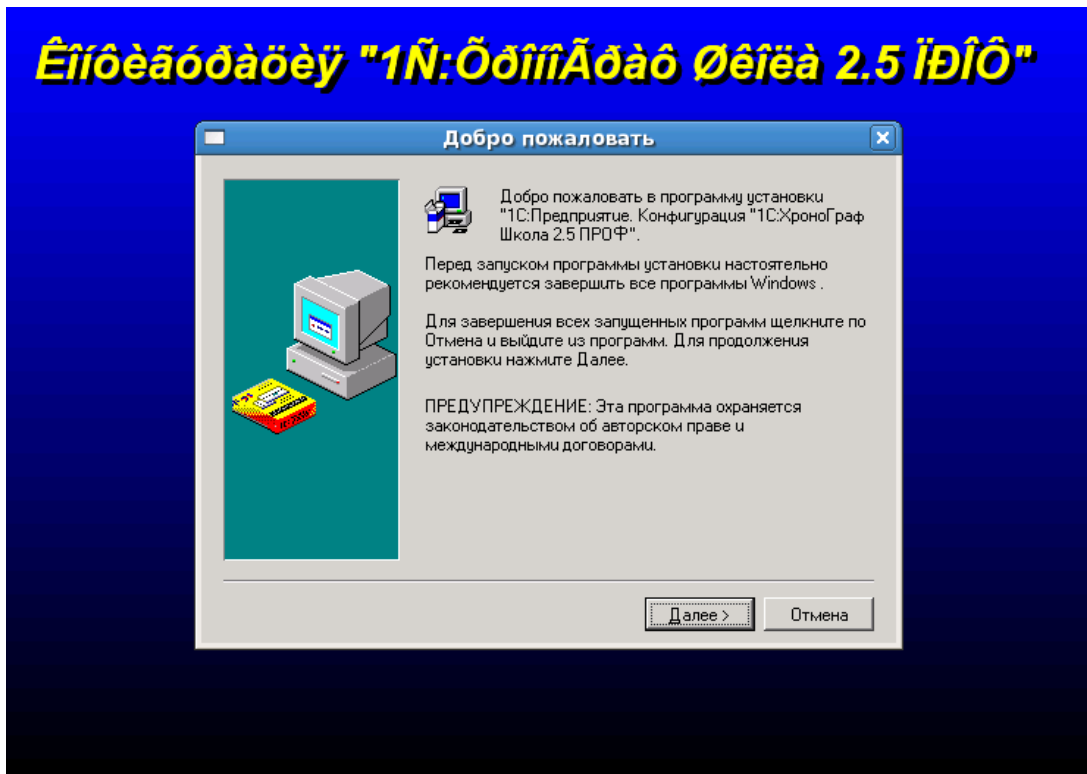 Êîíôèãóðàöèÿ "1Ñ:ÕðîíîÃðàô Øêîëà 2.5 ÏÐÎÔ"
Добро пожаловать
Добро пожаловать в программу установки
"1С:Предприятие. Конфигурация "1С:ХроноГраф
Школа 2.5 ПРОФ".
Перед запуском программы установки настоятельно
рекомендуется завершить все программы Windows .
Для завершения всех запущенных программ щелкните по
Отмена и выйдите из программ. Для продолжения
установки нажмите Далее.
ПРЕДУПРЕЖДЕНИЕ: Эта программа охраняется
законодательством об авторском праве и
международными договорами.
Далее >
Отмена